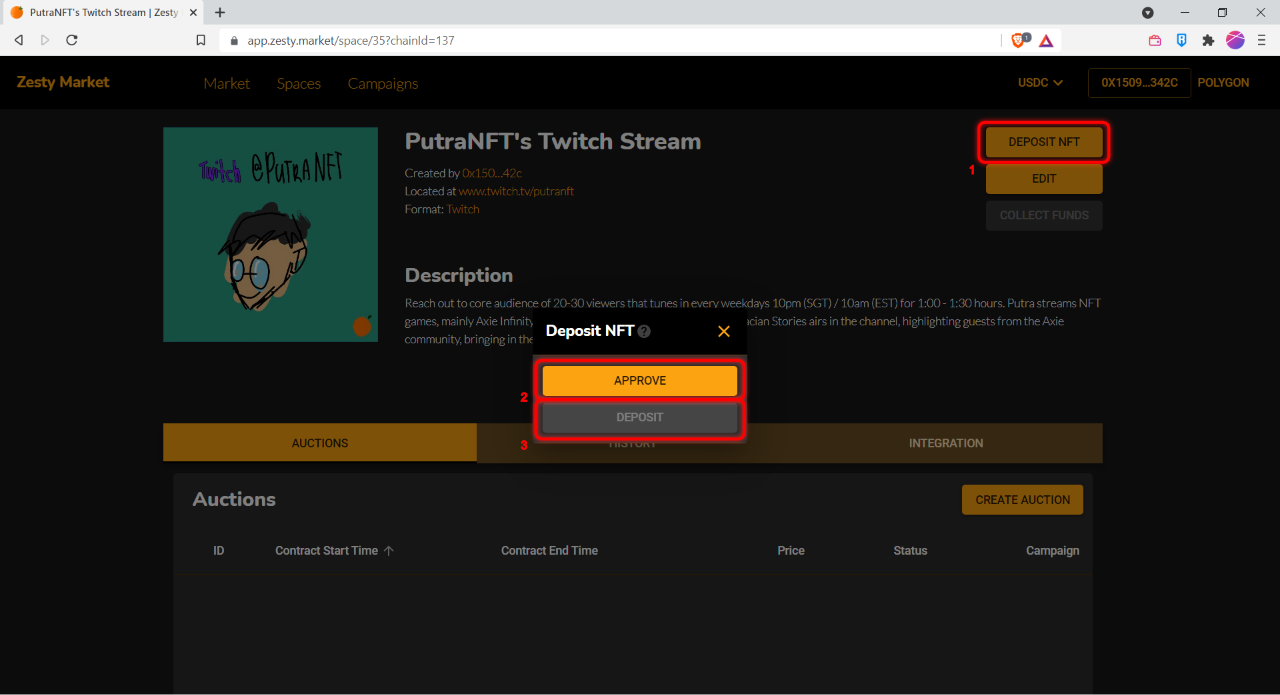 PutraNFT's Twitch Stream | Zesty
app.zesty.market/space/35?chainId=137
1
Zesty Market
Market
Spaces
Campaigns
USDC
0X1509...342C
POLYGON
Twitch @PUTRA NFT
PutraNFT's Twitch Stream
Created by 0x150...42c
Located at www.twitch.tv/putranft
Format: Twitch
DEPOSIT NFT
1
EDIT
COLLECT FUNDS
Description
Reach out to core audience of 20-30 viewers that tunes in every weekdays 10pm (SGT) / 10am (EST) for 1:00 - 1:30 hours. Putra streams NFT
games, mainly Axie Infinity
acian Stories airs in the channel, highlighting guests from the Axie
community, bringing in the
Deposit NFT
?
APPROVE
2
DEPOSIT
3
AUCTIONS
HISTORY
INTEGRATION
Auctions
CREATE AUCTION
ID
Contract Start Time
Contract End Time
Price
Status
Campaign